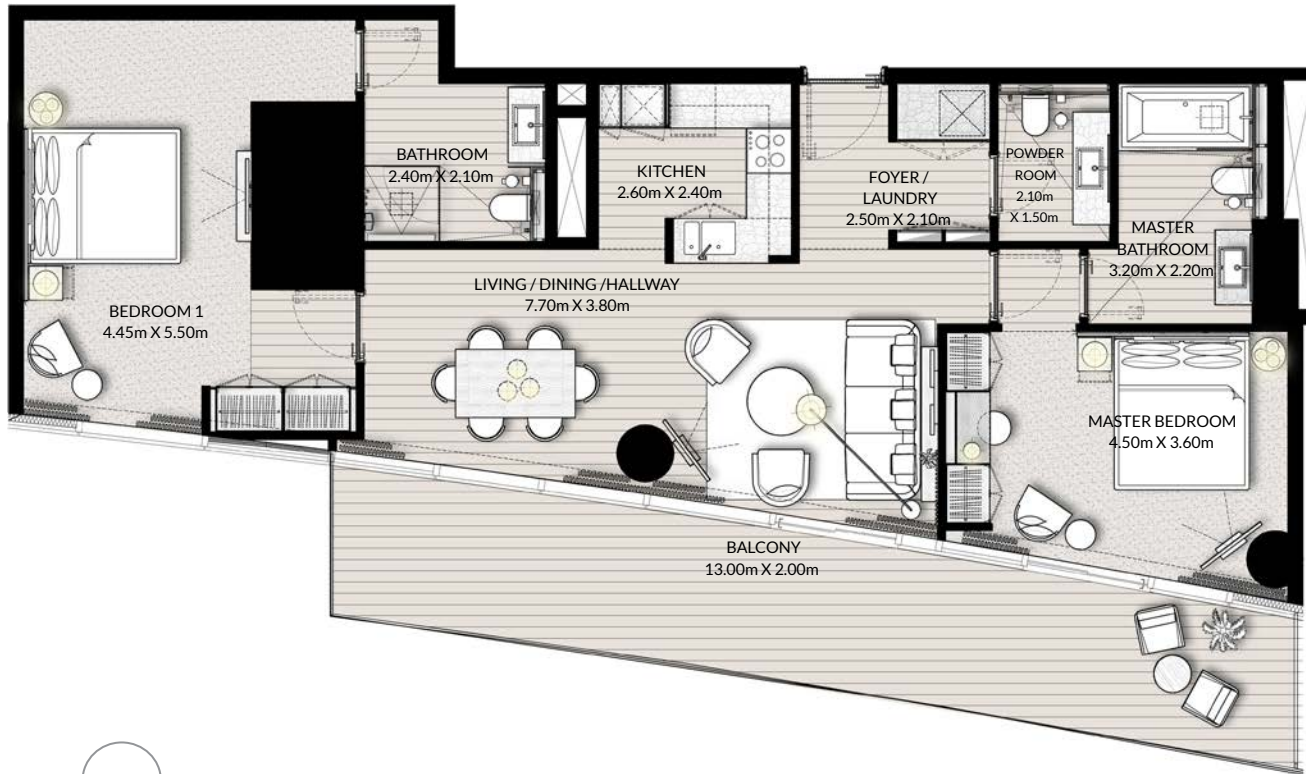 BATHROOM
2.40m X 2.10m
KITCHEN
2.60m X 2.40m
FOYER /
LAUNDRY
2.50m X 2.10m
POWDER
ROOM
2.10m
X 1.50m
MASTER
BATHROOM
3.20m X 2.20m
BEDROOM 1
4.45m X 5.50m
LIVING / DINING /HALLWAY
7.70m X 3.80m
MASTER BEDROOM
4.50m X 3.60m
BALCONY
13.00m X 2.00m